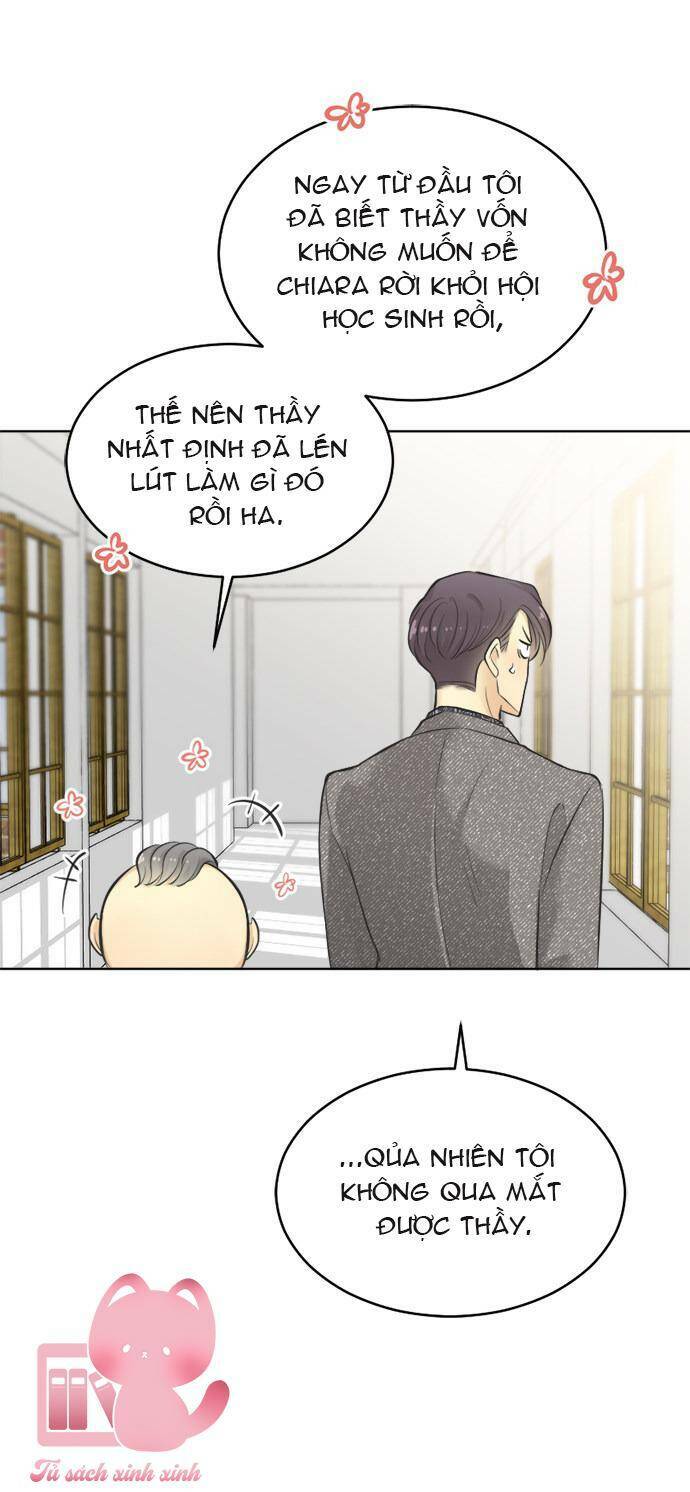 NGAY TỪ ĐẦU TÔI
ĐÃ BIẾT THẦY VỐN
KHÔNG MUỐN ĐỂ
CHIARA RỜI KHỎI HỘI
HỌC SINH RỒI,
THẾ NÊN THẦY
NHẤT ĐỊNH ĐÃ LÉN
LÚT LÀM GÌ ĐÓ
RỒI HA.
...QỦA NHIÊN TÔI
KHÔNG QUA MẮT
ĐƯỢC THẦY.
Tủ sách xinh xinh